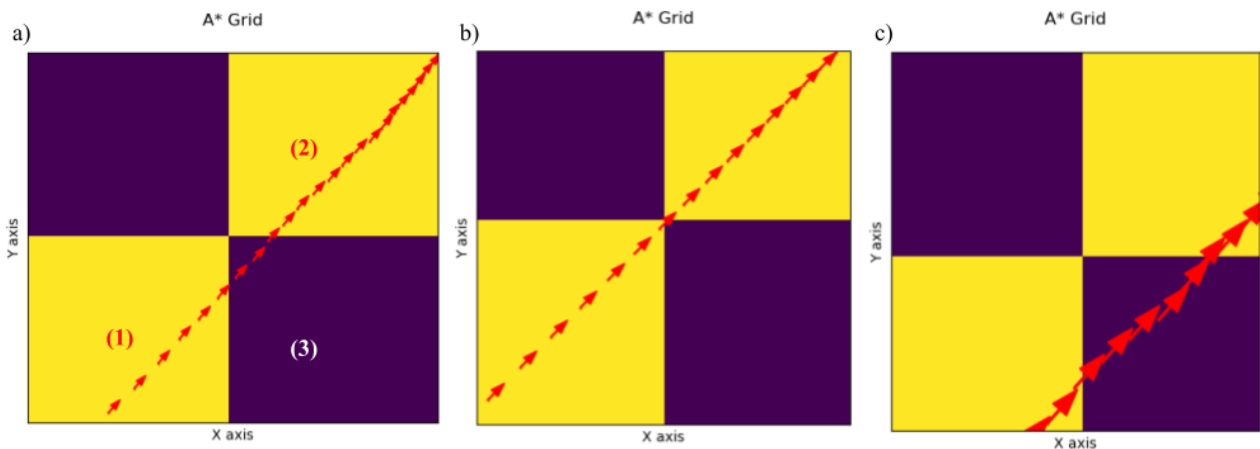 a)
A* Grid
(2)
(1)
(3)
Y axis
X axis
b)
A* Grid
Y axis
X axis
c)
A* Grid
Y axis
X axis